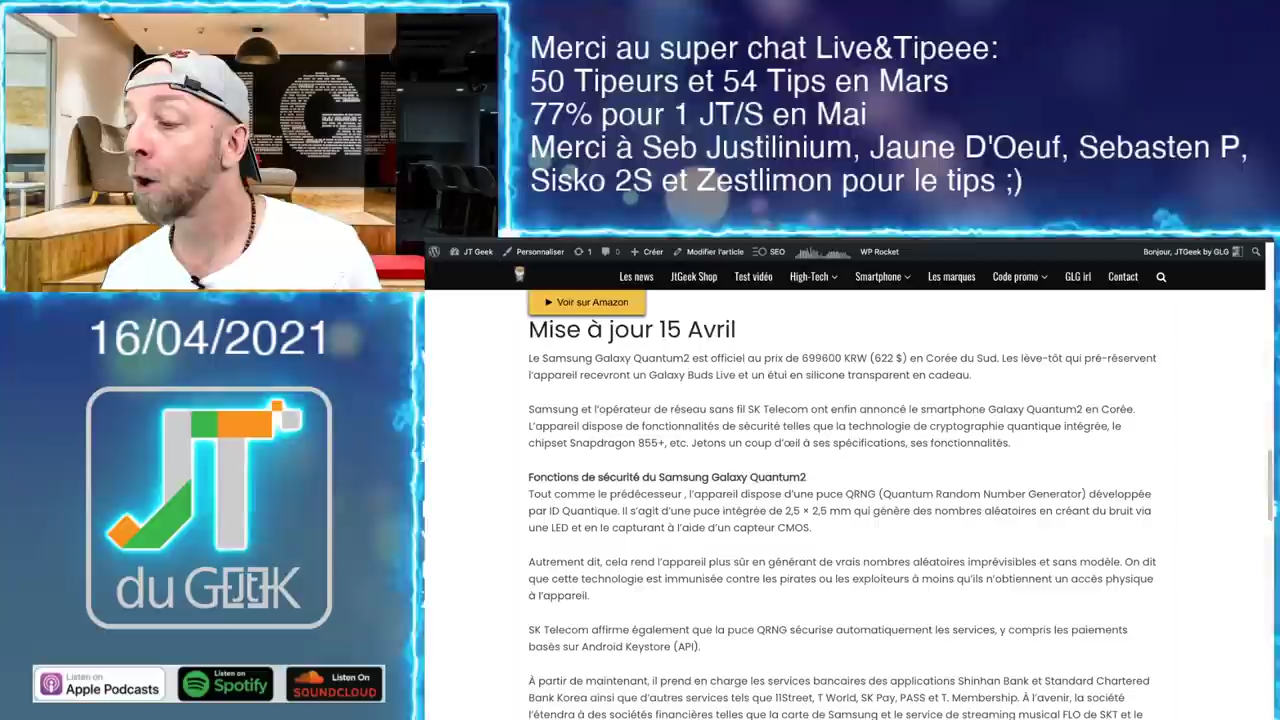 Merci au super chat Live&Tipeee:
50 Tipeurs et 54 Tips en Mars
77% pour 1 JT/S en Mai
Merci à Seb Justilinium, Jaune D'Oeuf, Sebasten P,
Sisko 2S et Zestlimon pour le tips ;)
JT Geek Personnaliser 1 0 Créer Modifier l'article SEO WP Rocket Bonjour, JTGeek by GLG
Les news JtGeek Shop Test vidéo High-Tech Smartphone Les marques Code promo GLG irl Contact
Voir sur Amazon
Mise à jour 15 Avril
Le Samsung Galaxy Quantum2 est officiel au prix de 699600 KRW (622 $) en Corée du Sud. Les lève-tôt qui pré-réservent
l'appareil recevront un Galaxy Buds Live et un étui en silicone transparent en cadeau.
Samsung et l'opérateur de réseau sans fil SK Telecom ont enfin annoncé le smartphone Galaxy Quantum2 en Corée.
L'appareil dispose de fonctionnalités de sécurité telles que la technologie de cryptographie quantique intégrée, le
chipset Snapdragon 855+, etc. Jetons un coup d'œil à ses spécifications, ses fonctionnalités.
Fonctions de sécurité du Samsung Galaxy Quantum2
Tout comme le prédécesseur , l'appareil dispose d'une puce QRNG (Quantum Random Number Generator) développée
par ID Quantique. Il s'agit d'une puce intégrée de 2,5 × 2,5 mm qui génère des nombres aléatoires en créant du bruit via
une LED et en le capturant à l'aide d'un capteur CMOS.
Autrement dit, cela rend l'appareil plus sûr en générant de vrais nombres aléatoires imprévisibles et sans modèle. On dit
que cette technologie est immunisée contre les pirates ou les exploiteurs à moins qu'ils n'obtiennent un accès physique
à l'appareil.
SK Telecom affirme également que la puce QRNG sécurise automatiquement les services, y compris les paiements
basés sur Android Keystore (API).
À partir de maintenant, il prend en charge les services bancaires des applications Shinhan Bank et Standard Chartered
Bank Korea ainsi que d'autres services tels que 11Street, T World, SK Pay, PASS et T. Membership. À l'avenir, la société
l'étendra à des sociétés financières telles que la carte de Samsung et le service de streaming musical FLO de SKT et le
16/04/2021
JT
du GEEK
JT
Listen on
Apple Podcasts
Listen on
Spotify
Listen On
SOUNDCLOUD